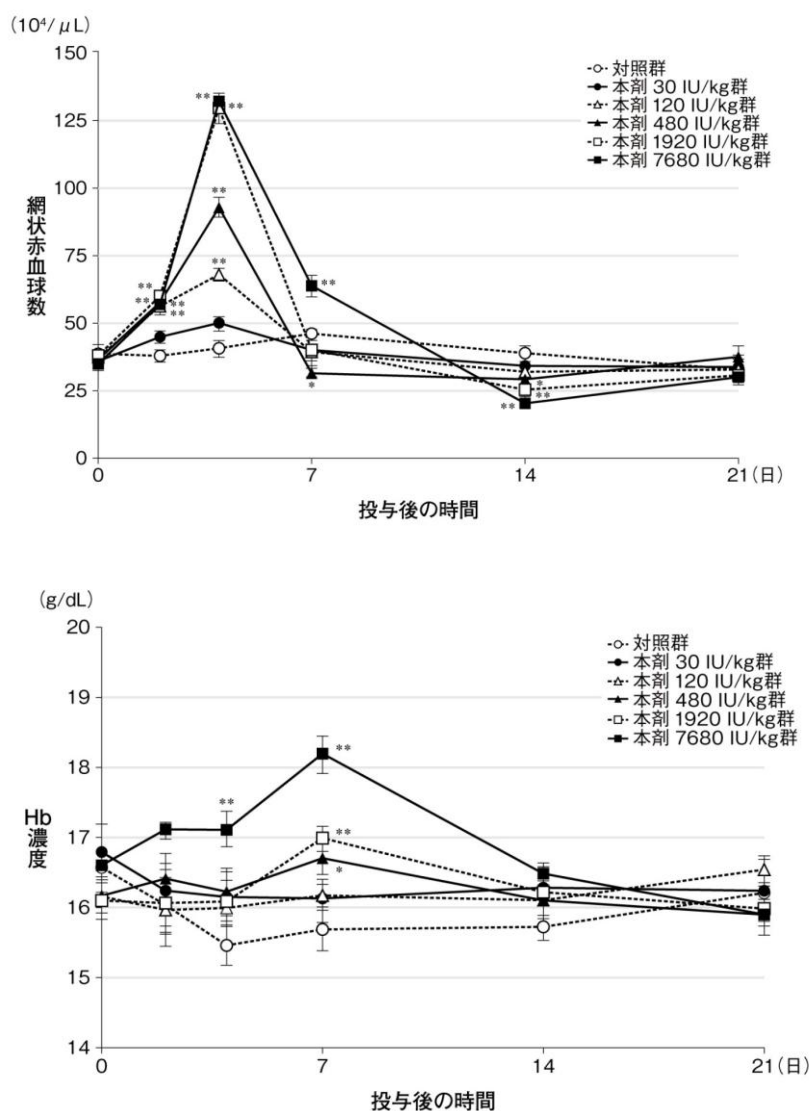 (10⁴/μL)
150
125
100
75
50
25
0
網状赤血球数
対照群
本剤 30 IU/kg群
本剤 120 IU/kg群
本剤 480 IU/kg群
本剤 1920 IU/kg群
本剤 7680 IU/kg群
** **
**
**
**
** **
**
**
*
*
**
**
0 7 14 21(日)
投与後の時間
(g/dL)
20
19
18
17
16
15
14
Hb濃度
対照群
本剤 30 IU/kg群
本剤 120 IU/kg群
本剤 480 IU/kg群
本剤 1920 IU/kg群
本剤 7680 IU/kg群
**
**
**
*
0 7 14 21(日)
投与後の時間